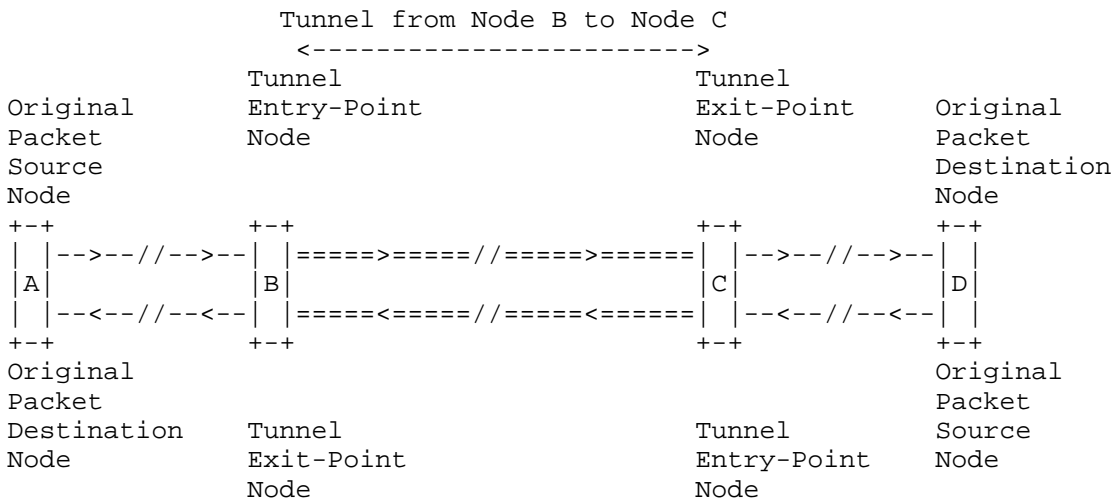 Tunnel from Node B to Node C
                  <------------------------>
               Tunnel                     Tunnel
Original       Entry-Point                Exit-Point     Original
Packet         Node                       Node           Packet
Source                                                   Destination
Node                                                     Node
+-+            +-+                        +-+            +-+
| |-->--//-->--| |=====>=====//=====>=====| |-->--//-->--| |
|A|            |B|                        |C|            |D|
| |--<--//--<--| |=====<=====//=====<=====| |--<--//--<--| |
+-+            +-+                        +-+            +-+
Original                                                 Original
Packet                                                   Packet
Destination    Tunnel                     Tunnel         Source
Node           Exit-Point                 Entry-Point    Node
               Node                       Node